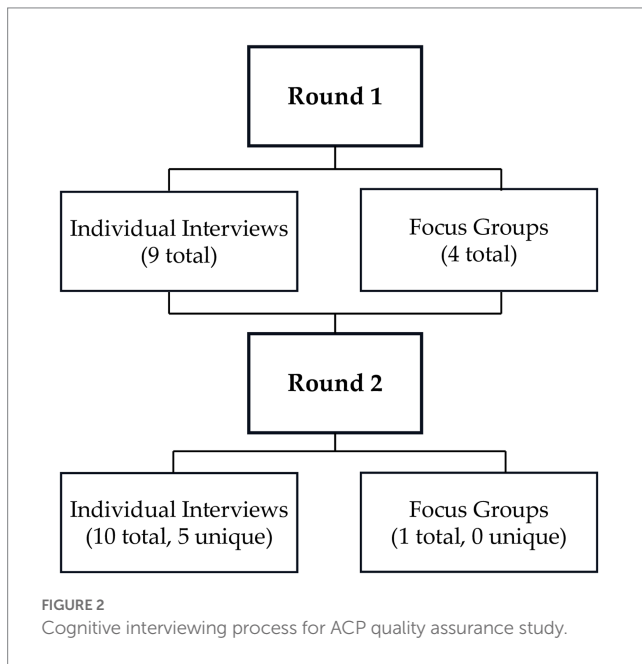 Round 1
Individual Interviews
(9 total)
Focus Groups
(4 total)
Round 2
Individual Interviews
(10 total, 5 unique)
Focus Groups
(1 total, 0 unique)
FIGURE 2
Cognitive interviewing process for ACP quality assurance study.